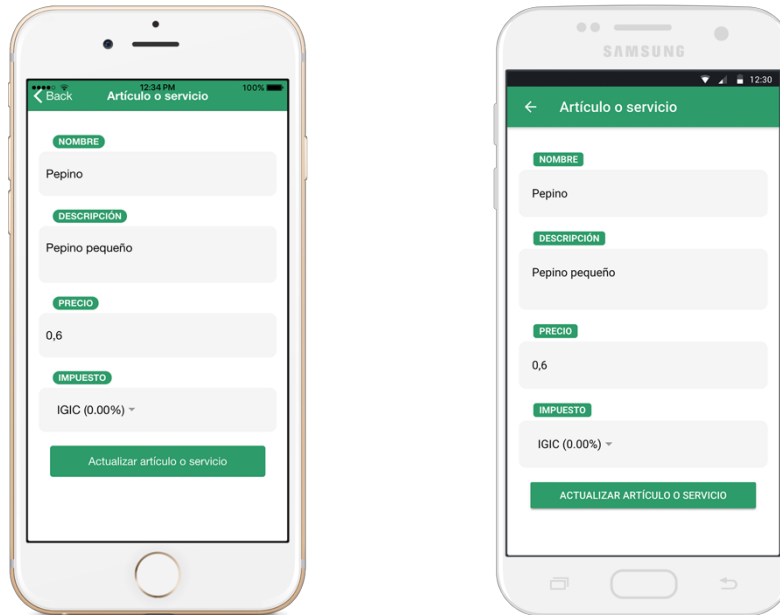 12:34 PM
100%
Back
Artículo o servicio
NOMBRE
Pepino
DESCRIPCIÓN
Pepino pequeño
PRECIO
0,6
IMPUESTO
IGIC (0.00%)
Actualizar artículo o servicio
SAMSUNG
12:30
Artículo o servicio
NOMBRE
Pepino
DESCRIPCIÓN
Pepino pequeño
PRECIO
0,6
IMPUESTO
IGIC (0.00%)
ACTUALIZAR ARTÍCULO O SERVICIO